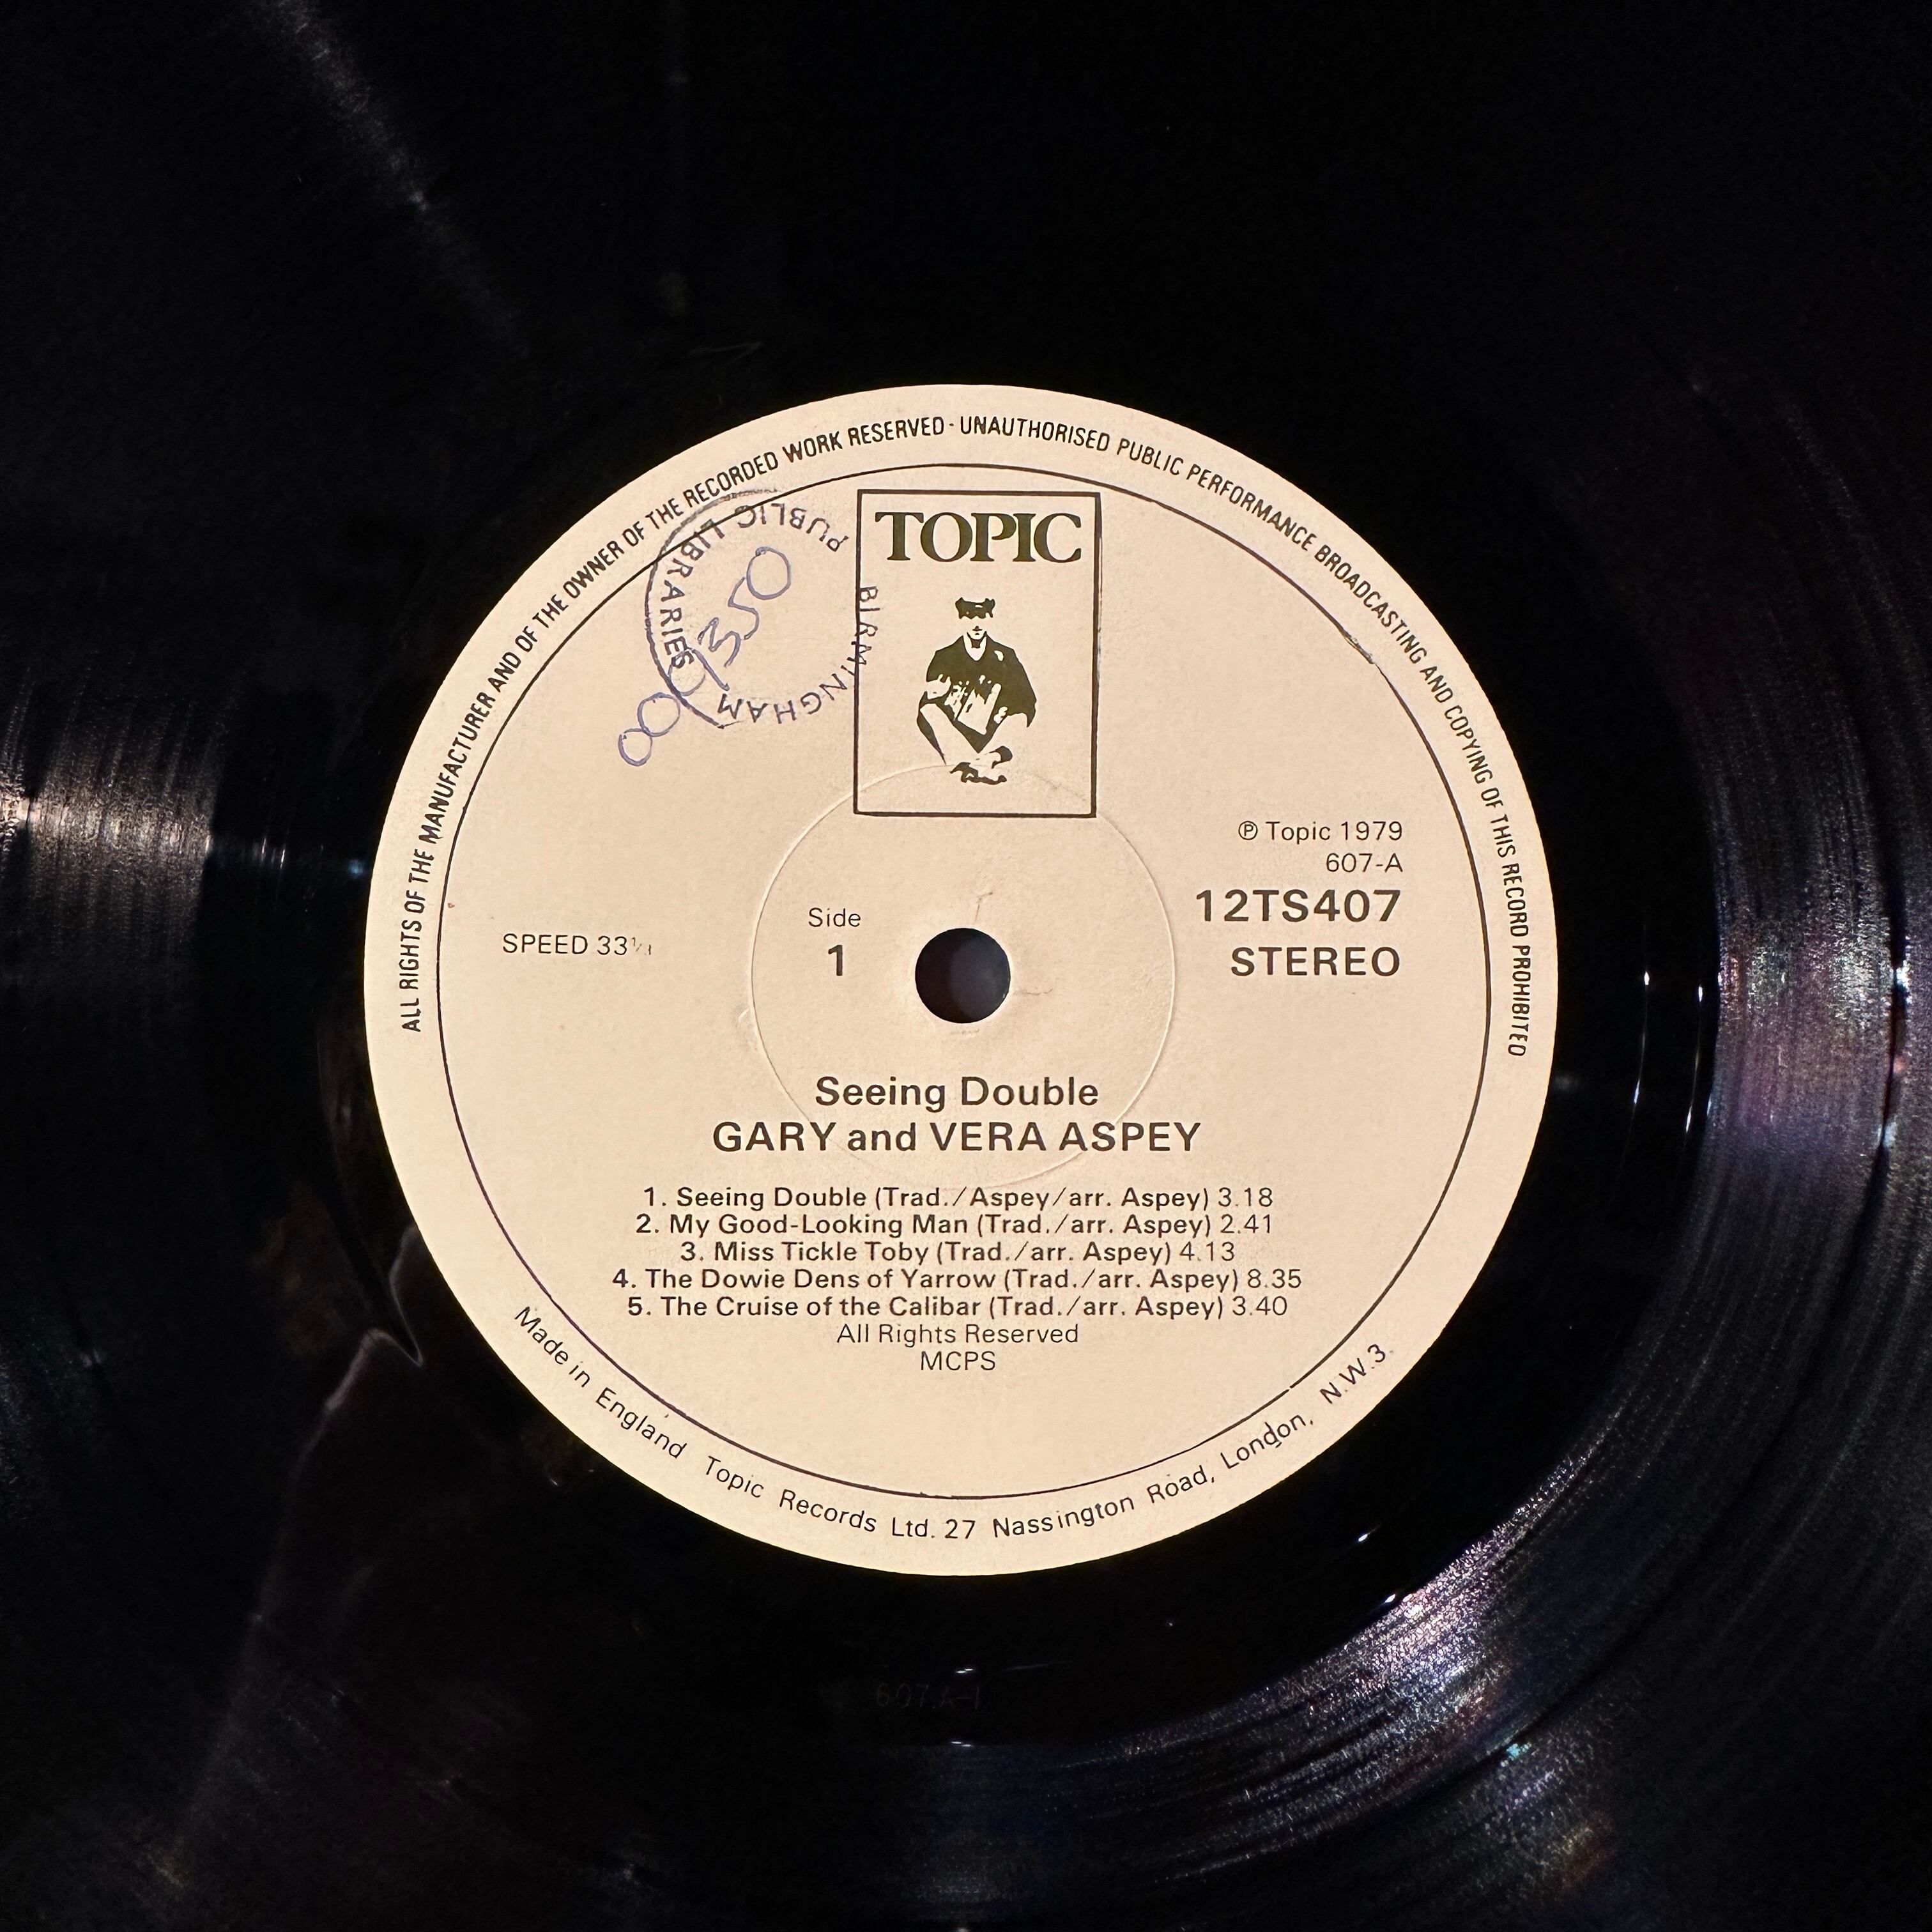 ALL RIGHTS OF THE MANUFACTURER AND OF THE OWNER OF THE RECORDED WORK RESERVED · UNAUTHORISED PUBLIC PERFORMANCE BROADCASTING AND COPYING OF THIS RECORD PROHIBITED
TOPIC
BIRMINGHAM
PUBLIC LIBRARIES
℗ Topic 1979
607-A
12TS407
STEREO
SPEED 33⅓
Side
1
Seeing Double
GARY and VERA ASPEY
1. Seeing Double (Trad./Aspey/arr. Aspey) 3.18
2. My Good-Looking Man (Trad./arr. Aspey) 2.41
3. Miss Tickle Toby (Trad./arr. Aspey) 4.13
4. The Dowie Dens of Yarrow (Trad./arr. Aspey) 8.35
5. The Cruise of the Calibar (Trad./arr. Aspey) 3.40
All Rights Reserved
MCPS
Made in England Topic Records Ltd. 27 Nassington Road, London, N.W.3.
607.A-1